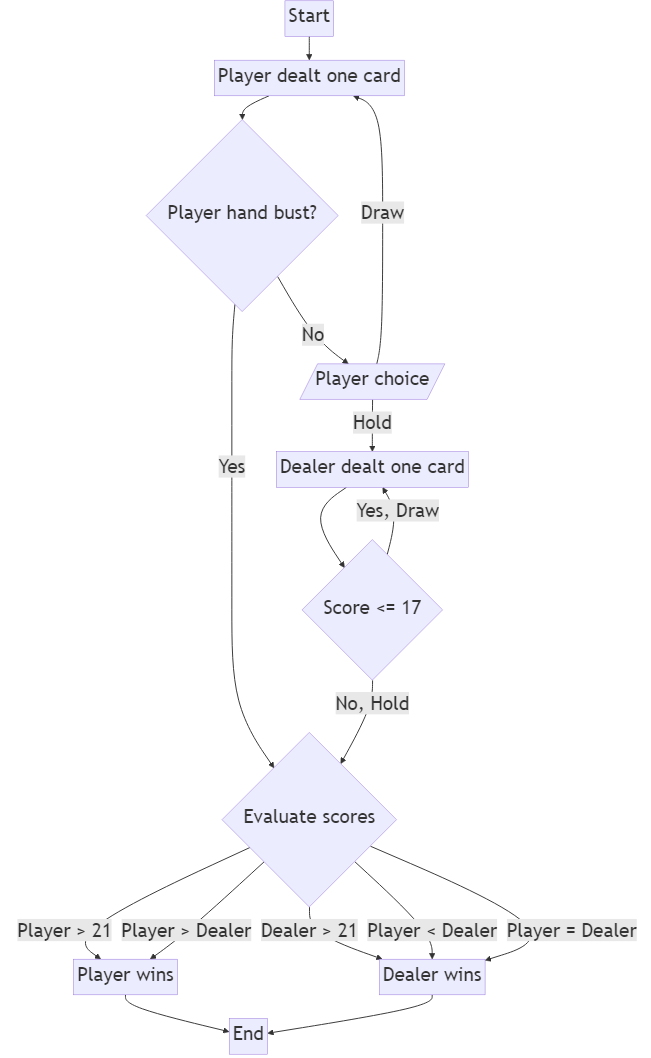 Start
Player dealt one card
Player hand bust?
Draw
No
Player choice
Hold
Yes
Dealer dealt one card
Yes, Draw
Score <= 17
No, Hold
Evaluate scores
Player > 21
Player > Dealer
Dealer > 21
Player < Dealer
Player = Dealer
Player wins
Dealer wins
End